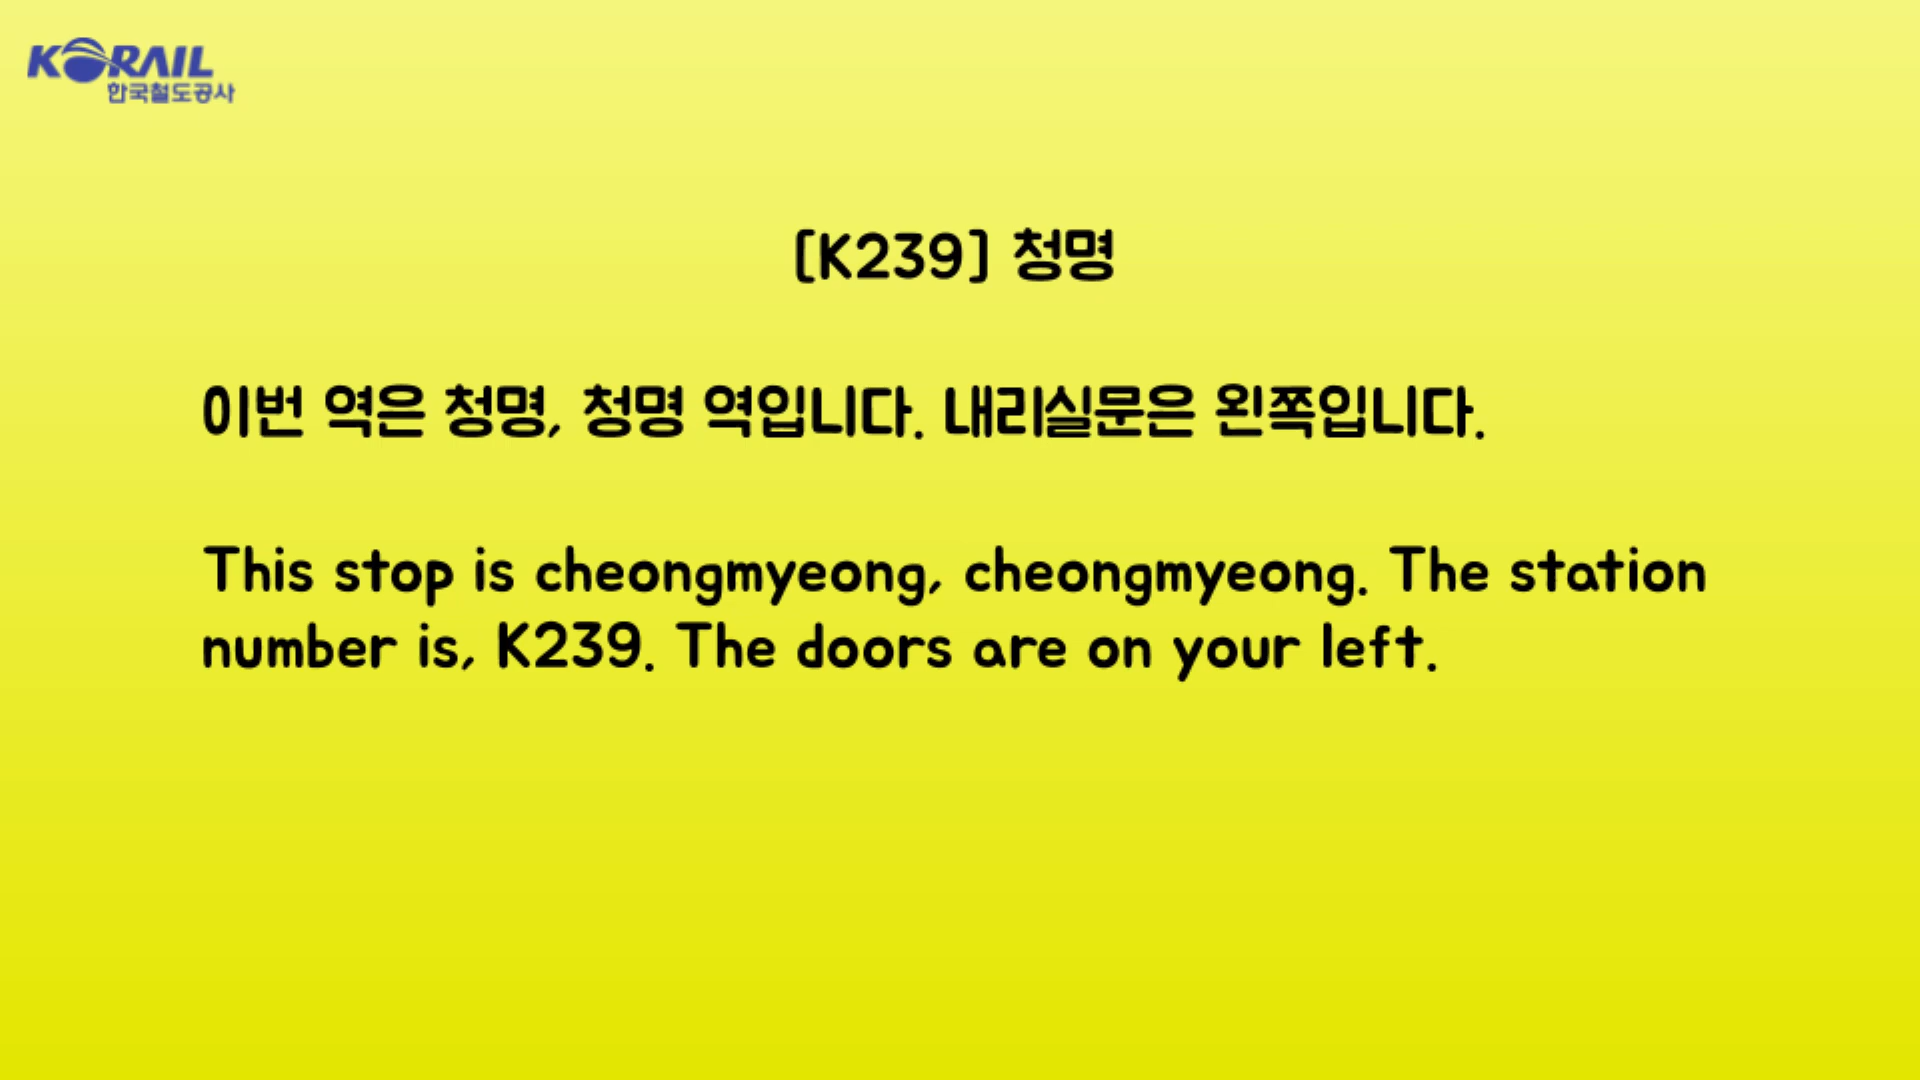 KORAIL
한국철도공사
[K239] 청명
이번 역은 청명, 청명 역입니다. 내리실문은 왼쪽입니다.
This stop is cheongmyeong, cheongmyeong. The station
number is, K239. The doors are on your left.